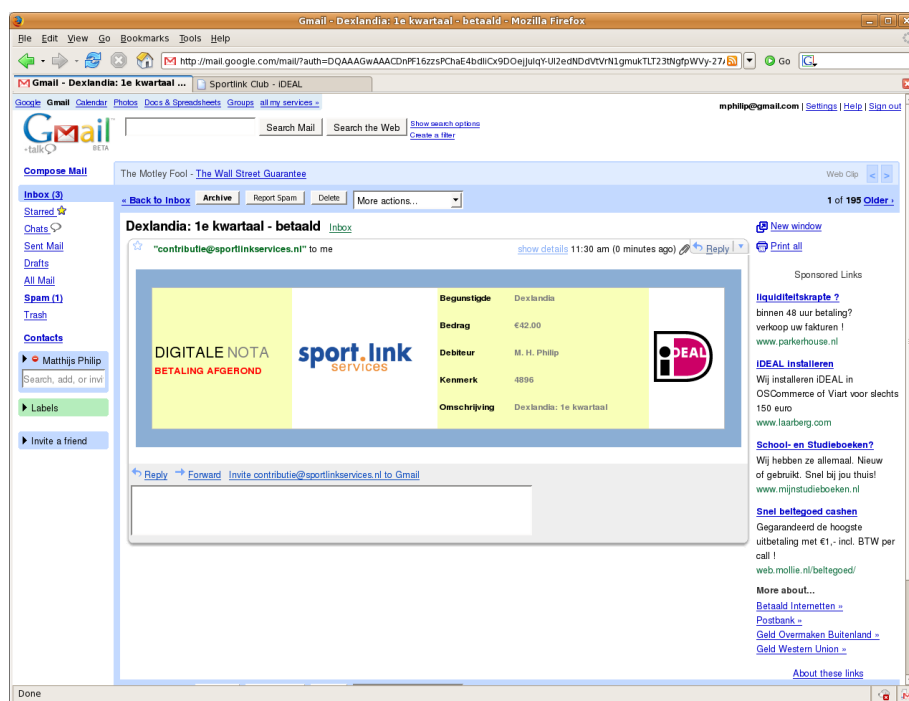 Gmail - Dexlandia: 1e kwartaal - betaald - Mozilla Firefox
File Edit View Go Bookmarks Tools Help
Go
Gmail - Dexlandia: 1e kwartaal ... Sportlink Club - iDEAL
Google Gmail Calendar Photos Docs & Spreadsheets Groups all my services »
mphilip@gmail.com | Settings | Help | Sign out
Gmail
talk BETA
Search Mail Search the Web Show search options
Create a filter
Compose Mail
Inbox (3)
Starred
Chats
Sent Mail
Drafts
All Mail
Spam (1)
Trash
Contacts
Matthijs Philip
Search, add, or invi
Labels
Invite a friend
The Motley Fool - The Wall Street Guarantee
Web Clip < >
« Back to Inbox Archive Report Spam Delete More actions...
1 of 195 Older ›
Dexlandia: 1e kwartaal - betaald Inbox
"contributie@sportlinkservices.nl" to me
show details 11:30 am (0 minutes ago) Reply
DIGITALE NOTA
BETALING AFGEROND
sport.link
services
Begunstigde Dexlandia
Bedrag €42.00
Debiteur M. H. Philip
Kenmerk 4896
Omschrijving Dexlandia: 1e kwartaal
iDEAL
Reply Forward Invite contributie@sportlinkservices.nl to Gmail
New window
Print all
Sponsored Links
liquiditeitskrapte ?
binnen 48 uur betaling?
verkoop uw fakturen !
www.parkerhouse.nl
iDEAL installeren
Wij installeren iDEAL in
OSCommerce of Viart voor slechts
150 euro
www.laarberg.com
School- en Studieboeken?
Wij hebben ze allemaal. Nieuw
of gebruikt. Snel bij jou thuis!
www.mijnstudieboeken.nl
Snel beltegoed cashen
Gegarandeerd de hoogste
uitbetaling met €1,- incl. BTW per
call !
web.mollie.nl/beltegoed/
More about...
Betaald Internetten »
Postbank »
Geld Overmaken Buitenland »
Geld Western Union »
About these links
Done